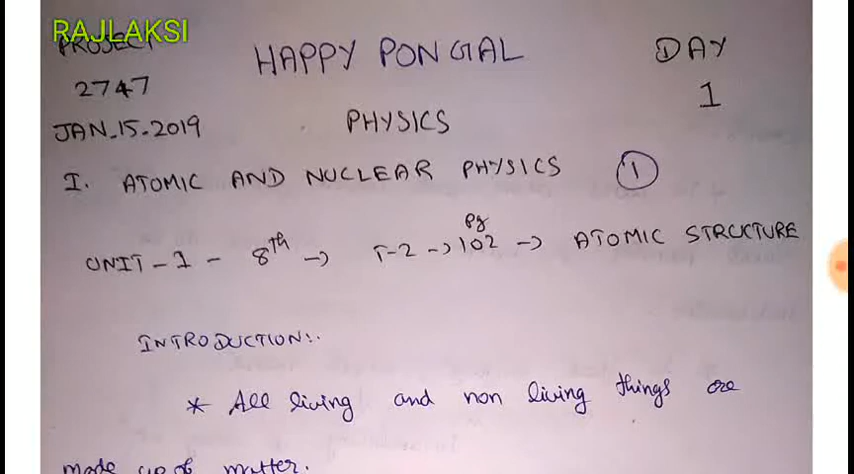 RAJLAKSI
PROJECT
HAPPY PONGAL
DAY
2747
1
JAN.15.2019
PHYSICS
I. ATOMIC AND NUCLEAR PHYSICS 1
UNIT-1 - 8th -> T-2 -> Pg 102 -> ATOMIC STRUCTURE
INTRODUCTION:.
* All living and non living things are
made up of matter.